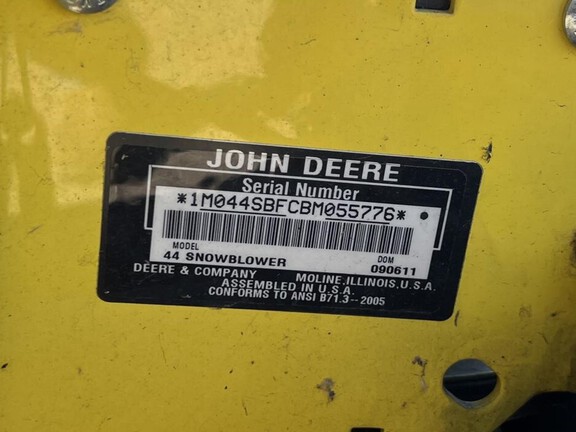 JOHN DEERE
Serial Number
*1M044SBFCBM055776*
MODEL DOM
44 SNOWBLOWER 090611
DEERE & COMPANY MOLINE,ILLINOIS,U.S.A.
ASSEMBLED IN U.S.A.
CONFORMS TO ANSI B71.3--2005